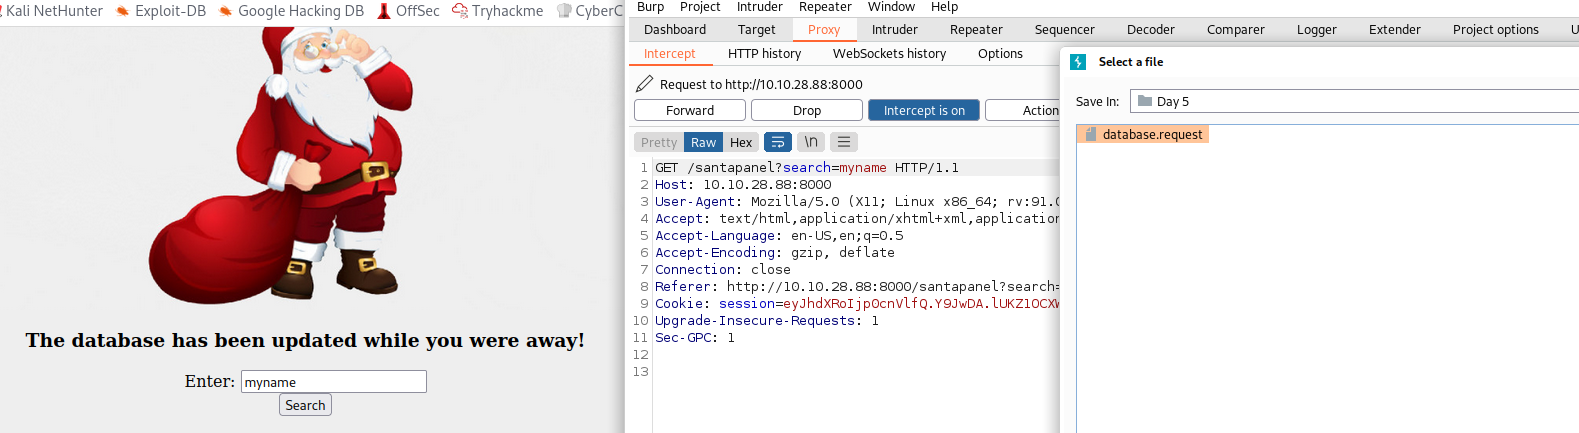 Kali NetHunter Exploit-DB Google Hacking DB OffSec Tryhackme CyberC
The database has been updated while you were away!
Enter: myname
Search
Burp Project Intruder Repeater Window Help
Dashboard Target Proxy Intruder Repeater Sequencer Decoder Comparer Logger Extender Project options U
Intercept HTTP history WebSockets history Options
Request to http://10.10.28.88:8000
Forward Drop Intercept is on Action
Pretty Raw Hex \n
1 GET /santapanel?search=myname HTTP/1.1
2 Host: 10.10.28.88:8000
3 User-Agent: Mozilla/5.0 (X11; Linux x86_64; rv:91.0
4 Accept: text/html,application/xhtml+xml,application
5 Accept-Language: en-US,en;q=0.5
6 Accept-Encoding: gzip, deflate
7 Connection: close
8 Referer: http://10.10.28.88:8000/santapanel?search=
9 Cookie: session=
10 Upgrade-Insecure-Requests: 1
11 Sec-GPC: 1
12
13
Select a file
Save In: Day 5
database.request